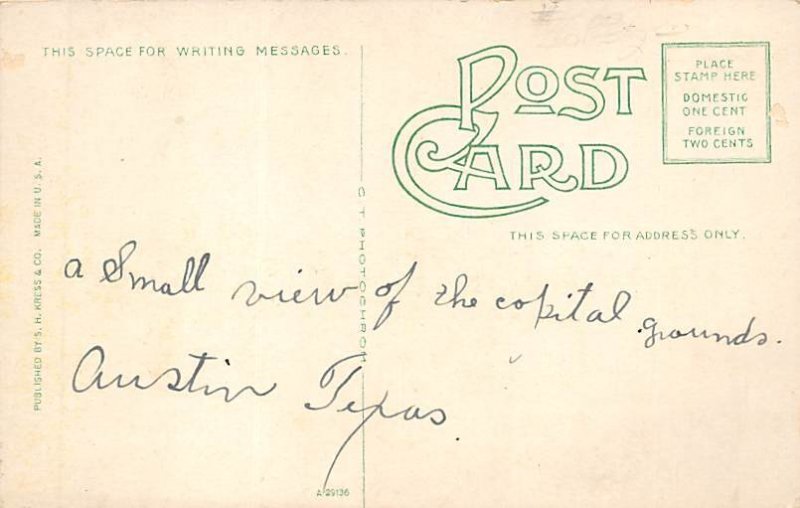 THIS SPACE FOR WRITING MESSAGES.
POST CARD
PLACE
STAMP HERE
DOMESTIC
ONE CENT
FOREIGN
TWO CENTS
THIS SPACE FOR ADDRESS ONLY.
PUBLISHED BY S. H. KRESS & CO. MADE IN U. S. A.
C T PHOTOCHROM
a Small view of the copital grounds.
Austin Texas.
A-29136